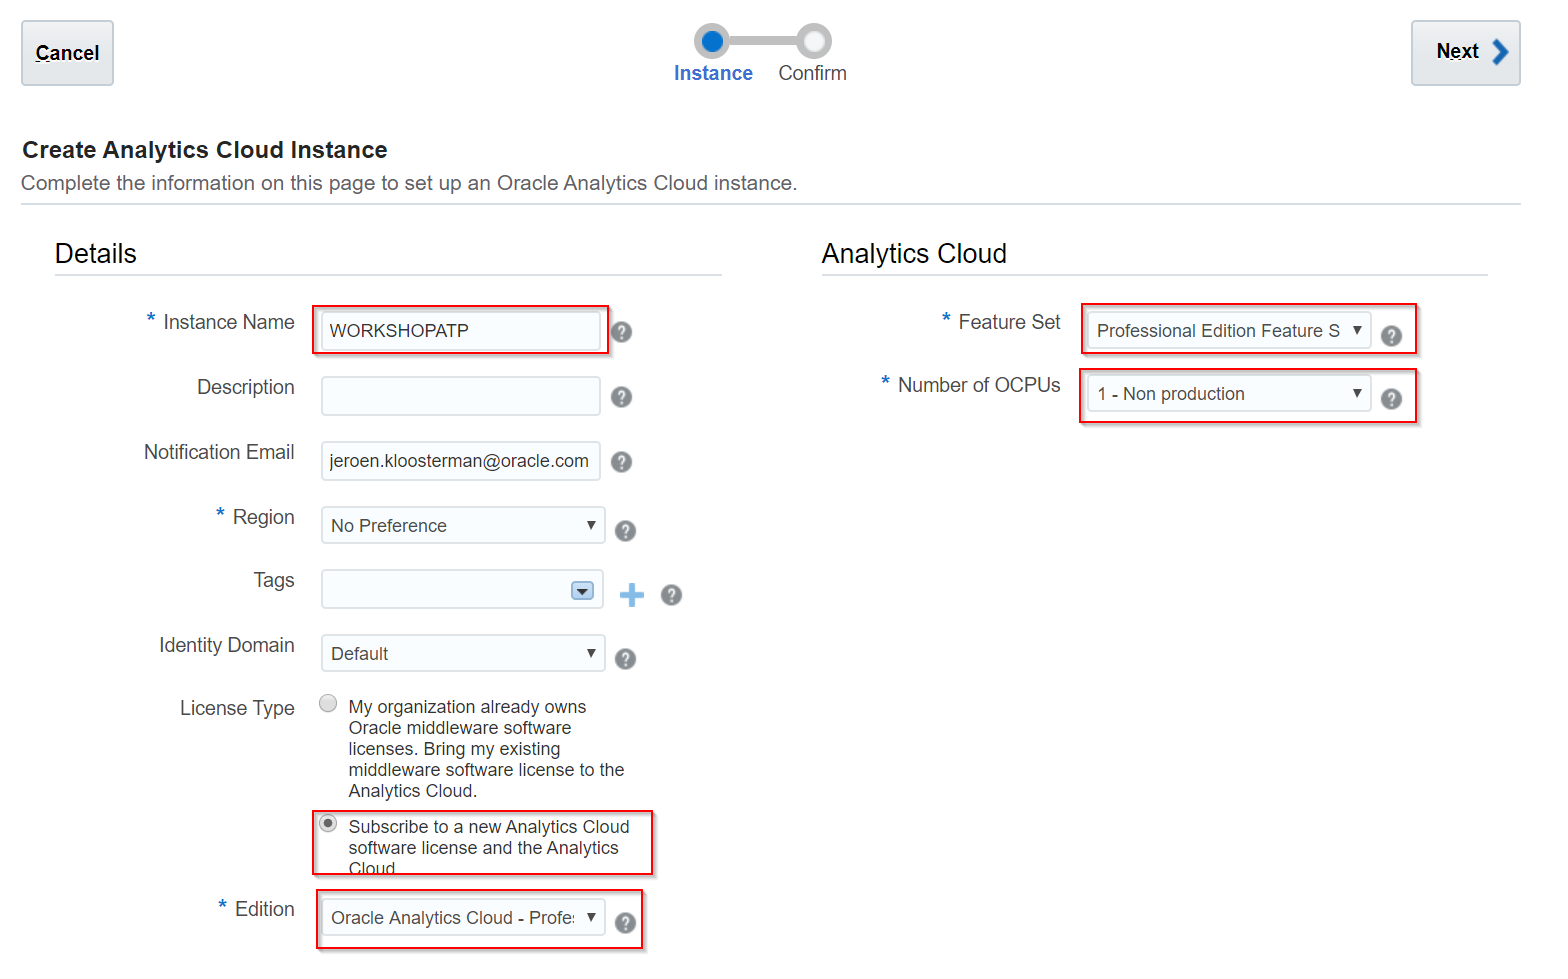 Cancel
Instance
Confirm
Next
Create Analytics Cloud Instance
Complete the information on this page to set up an Oracle Analytics Cloud instance.
Details
* Instance Name
WORKSHOPATP
?
Description
?
Notification Email
jeroen.kloosterman@oracle.com
?
* Region
No Preference
?
Tags
?
Identity Domain
Default
?
License Type
My organization already owns
Oracle middleware software
licenses. Bring my existing
middleware software license to the
Analytics Cloud.
Subscribe to a new Analytics Cloud
software license and the Analytics
Cloud
* Edition
Oracle Analytics Cloud - Profes
?
Analytics Cloud
* Feature Set
Professional Edition Feature S
?
* Number of OCPUs
1 - Non production
?